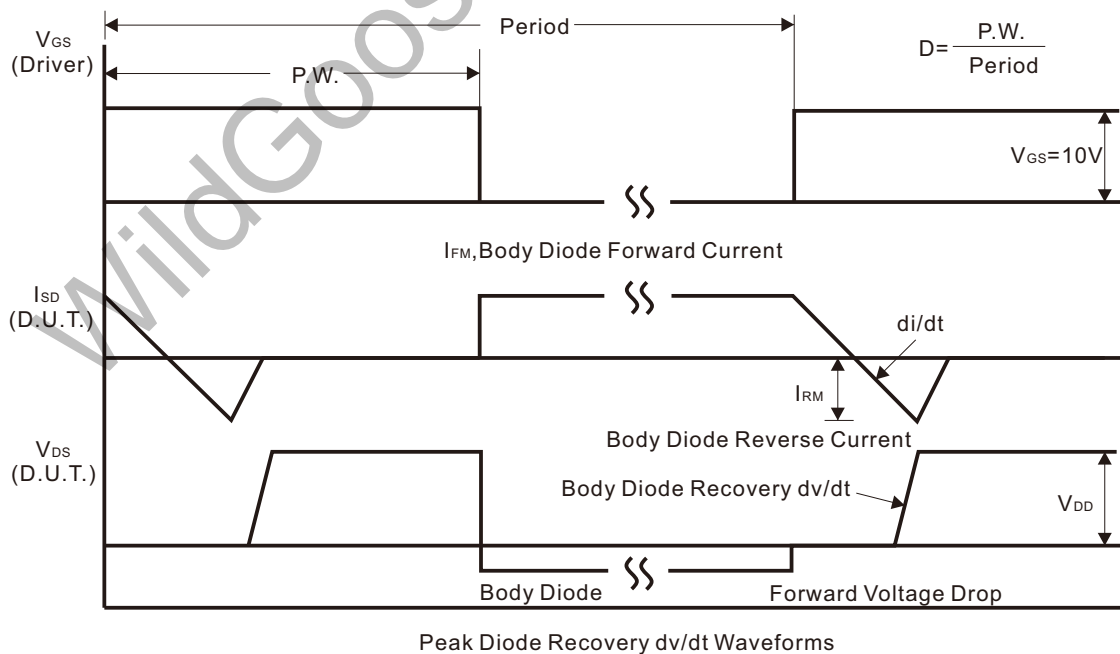 Period
VGS
(Driver)
D= P.W.
Period
P.W.
VGS=10V
IFM,Body Diode Forward Current
ISD
(D.U.T.)
di/dt
IRM
Body Diode Reverse Current
VDS
(D.U.T.)
Body Diode Recovery dv/dt
VDD
Body Diode
Forward Voltage Drop
Peak Diode Recovery dv/dt Waveforms
WildGoos